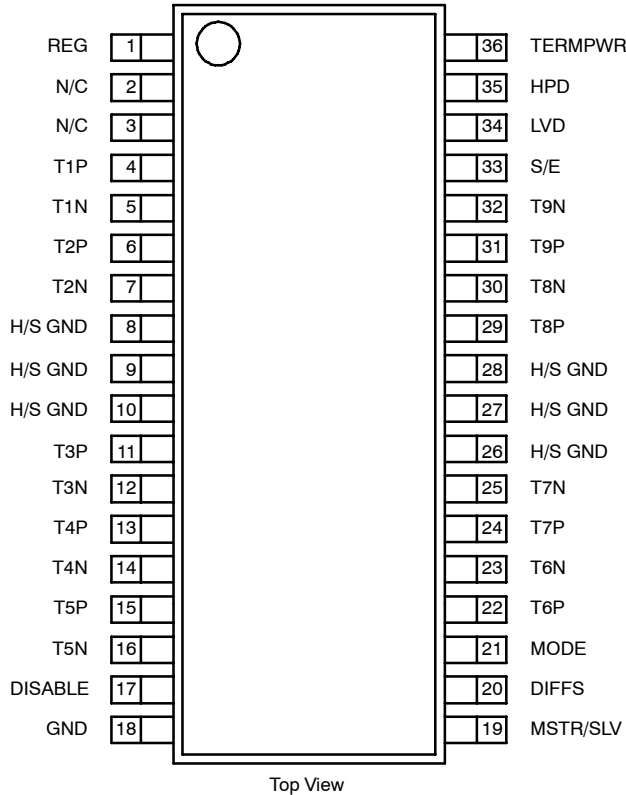 REG 1 36 TERMPWR
N/C 2 35 HPD
N/C 3 34 LVD
T1P 4 33 S/E
T1N 5 32 T9N
T2P 6 31 T9P
T2N 7 30 T8N
H/S GND 8 29 T8P
H/S GND 9 28 H/S GND
H/S GND 10 27 H/S GND
T3P 11 26 H/S GND
T3N 12 25 T7N
T4P 13 24 T7P
T4N 14 23 T6N
T5P 15 22 T6P
T5N 16 21 MODE
DISABLE 17 20 DIFFS
GND 18 19 MSTR/SLV
Top View